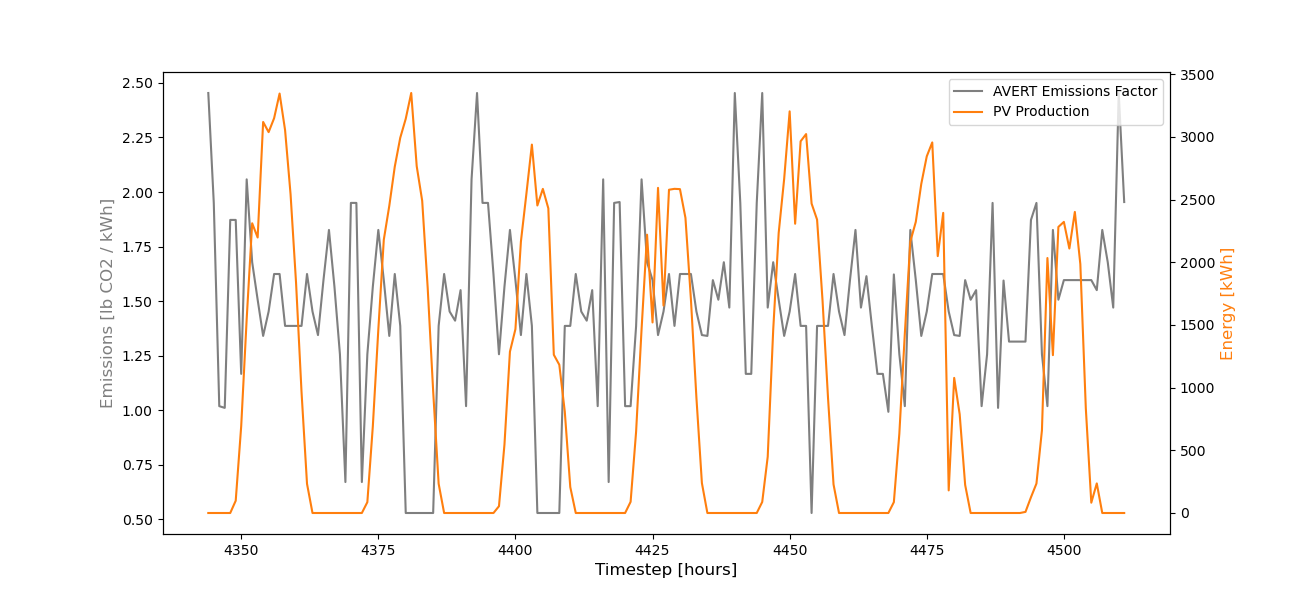 AVERT Emissions Factor
PV Production
Emissions [lb CO2 / kWh]
2.50
2.25
2.00
1.75
1.50
1.25
1.00
0.75
0.50
3500
3000
2500
2000
1500
1000
500
0
Energy [kWh]
4350 4375 4400 4425 4450 4475 4500
Timestep [hours]